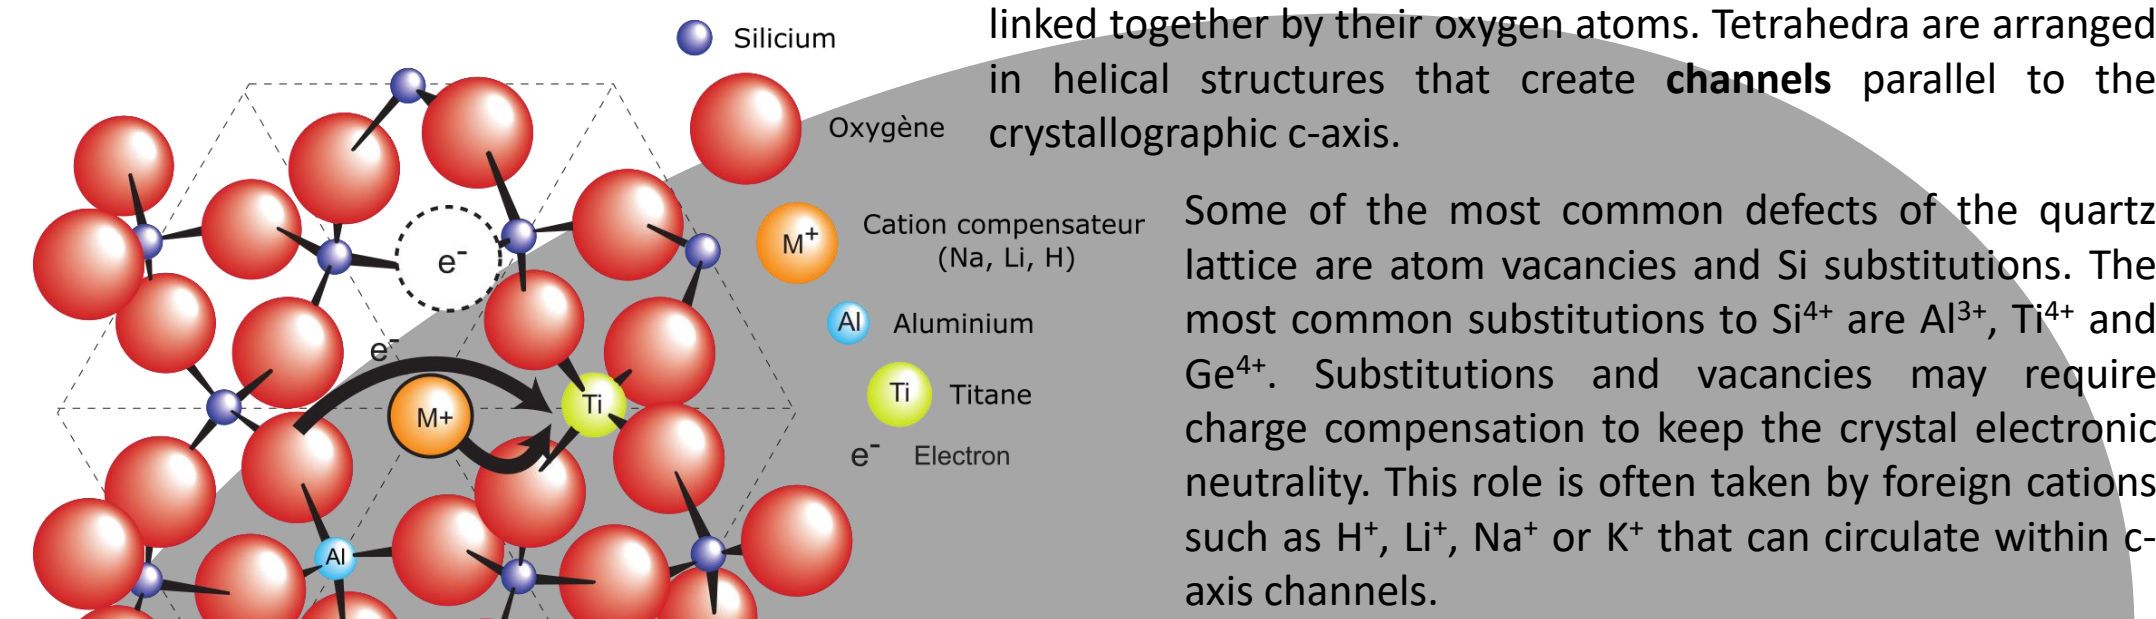 Silicium
Oxygène
Cation compensateur
(Na, Li, H)
M⁺
Al
Aluminium
Ti
Titane
e⁻
Electron
e⁻
e⁻
M+
Ti
Al
linked together by their oxygen atoms. Tetrahedra are arranged
in helical structures that create channels parallel to the
crystallographic c-axis.
Some of the most common defects of the quartz
lattice are atom vacancies and Si substitutions. The
most common substitutions to Si⁴⁺ are Al³⁺, Ti⁴⁺ and
Ge⁴⁺. Substitutions and vacancies may require
charge compensation to keep the crystal electronic
neutrality. This role is often taken by foreign cations
such as H⁺, Li⁺, Na⁺ or K⁺ that can circulate within c-
axis channels.